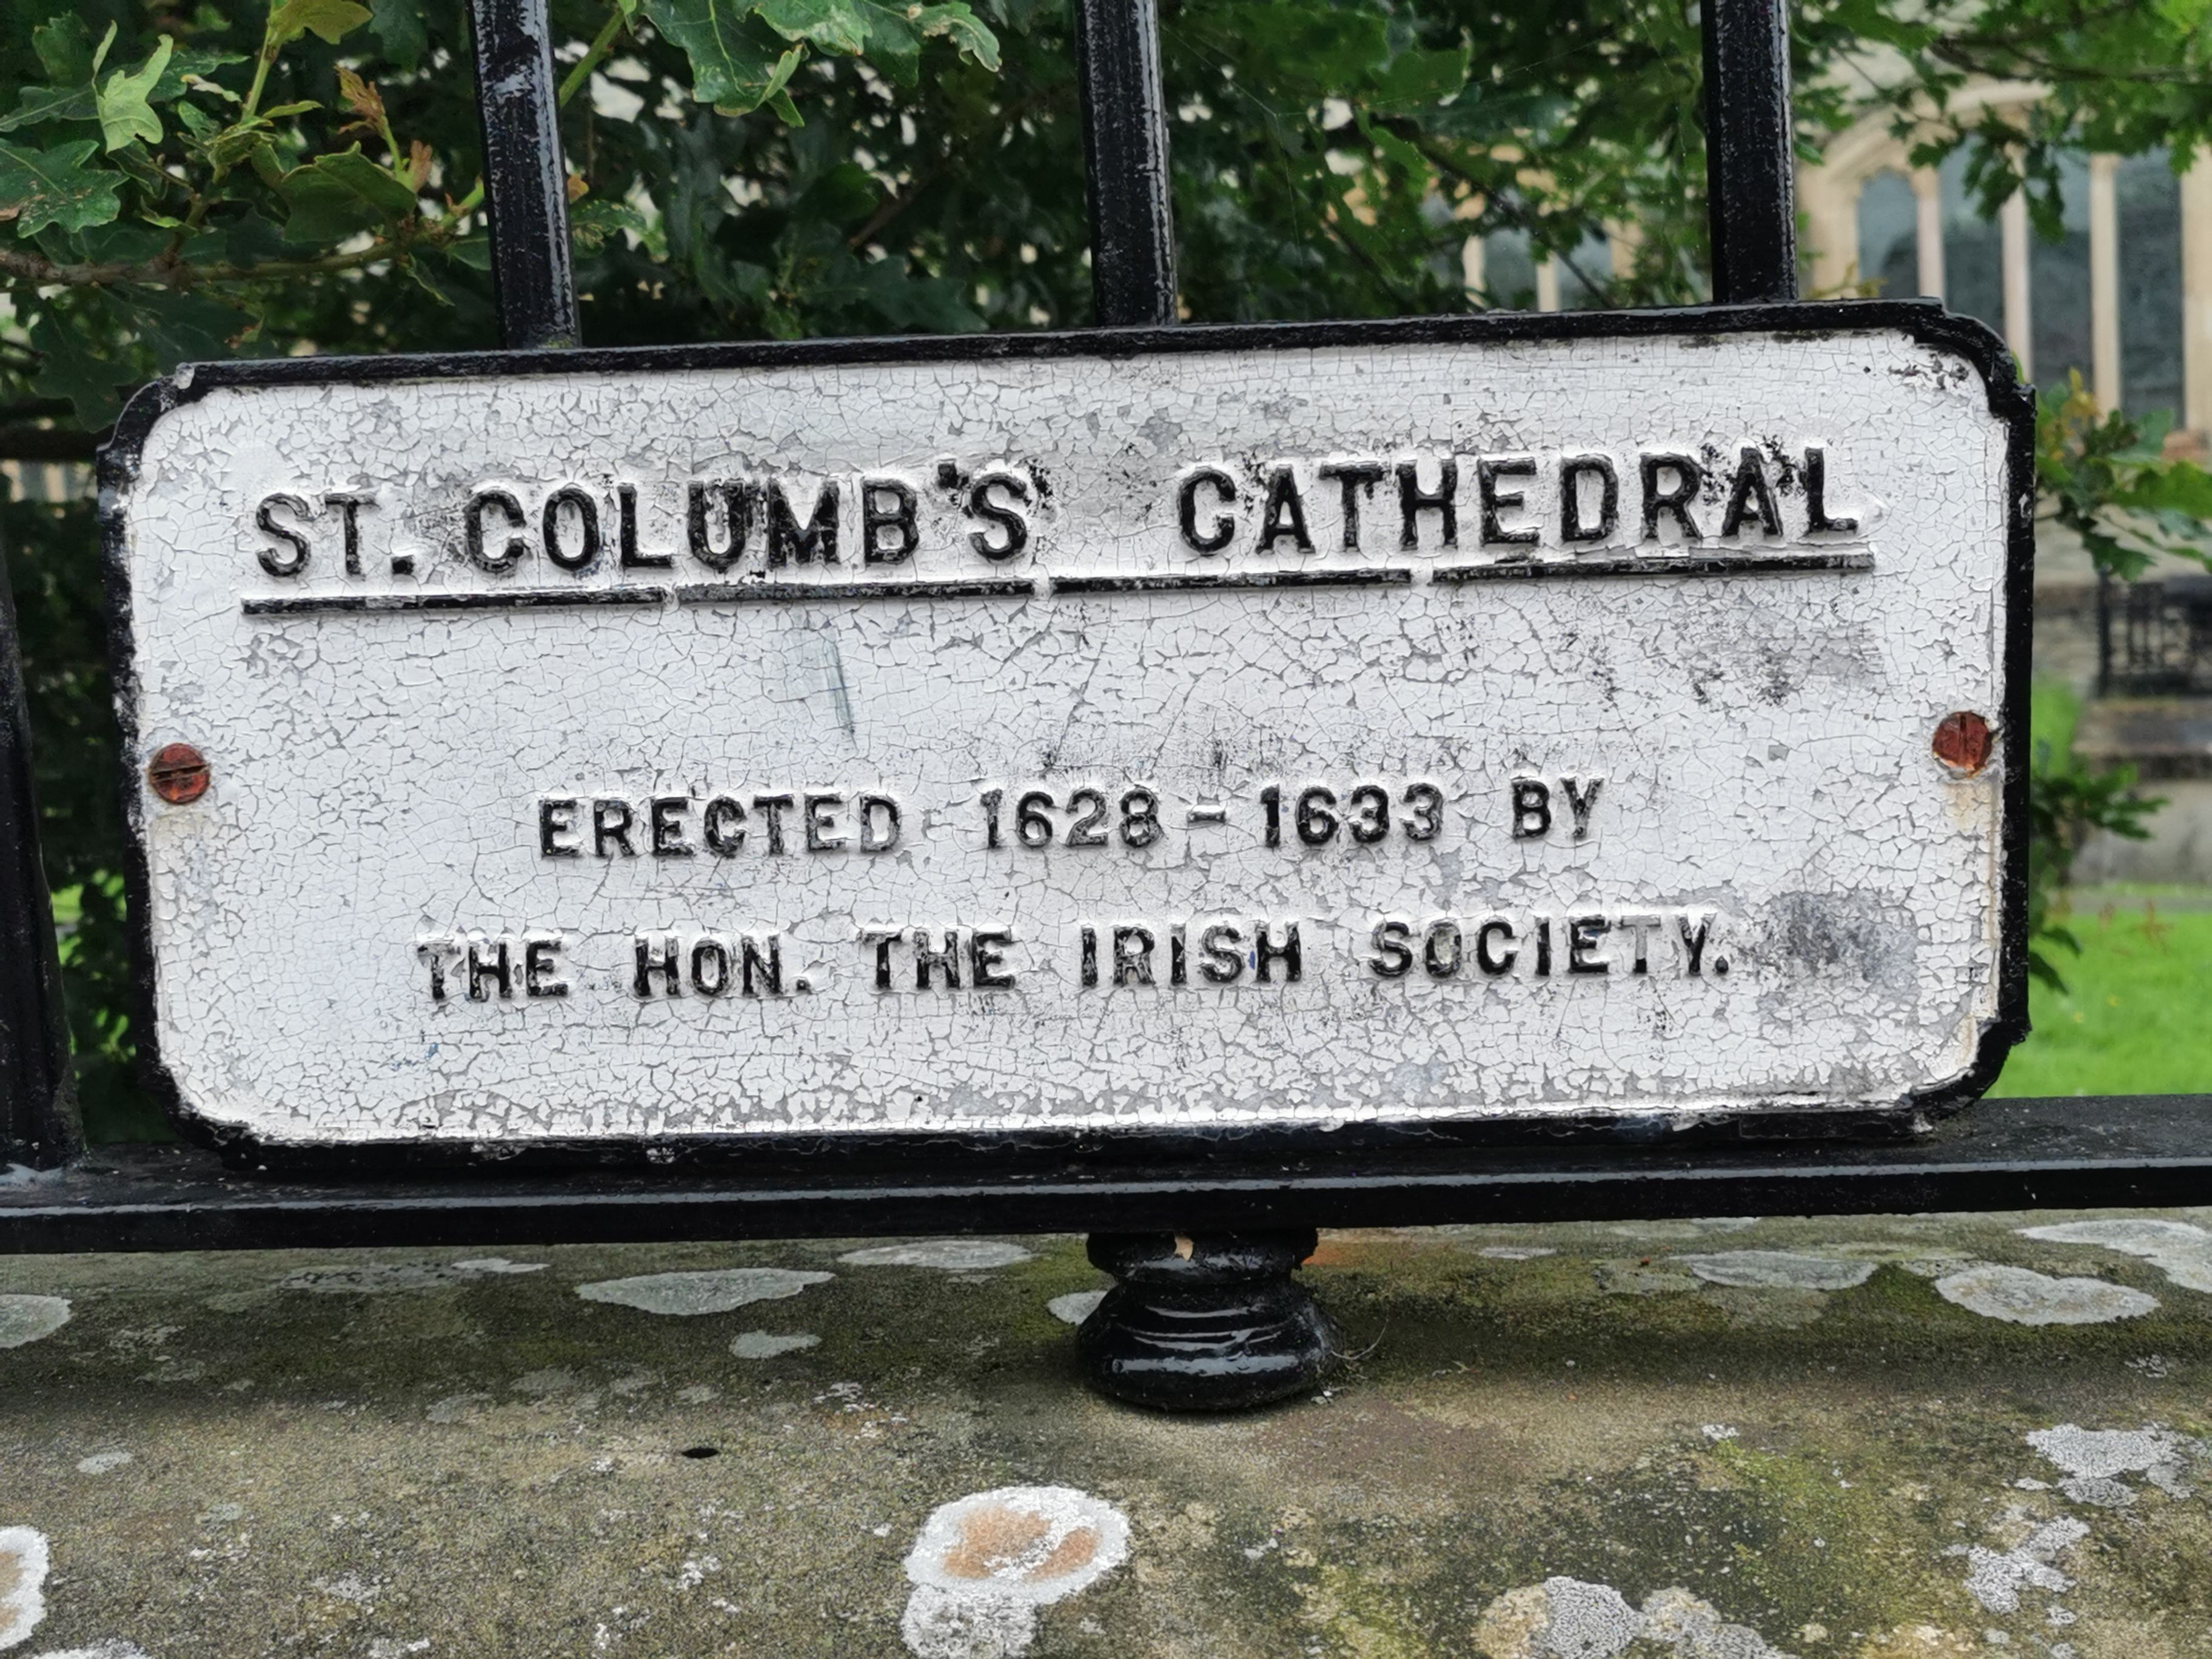 ST. COLUMB'S CATHEDRAL
ERECTED 1628 - 1633 BY
THE HON. THE IRISH SOCIETY.